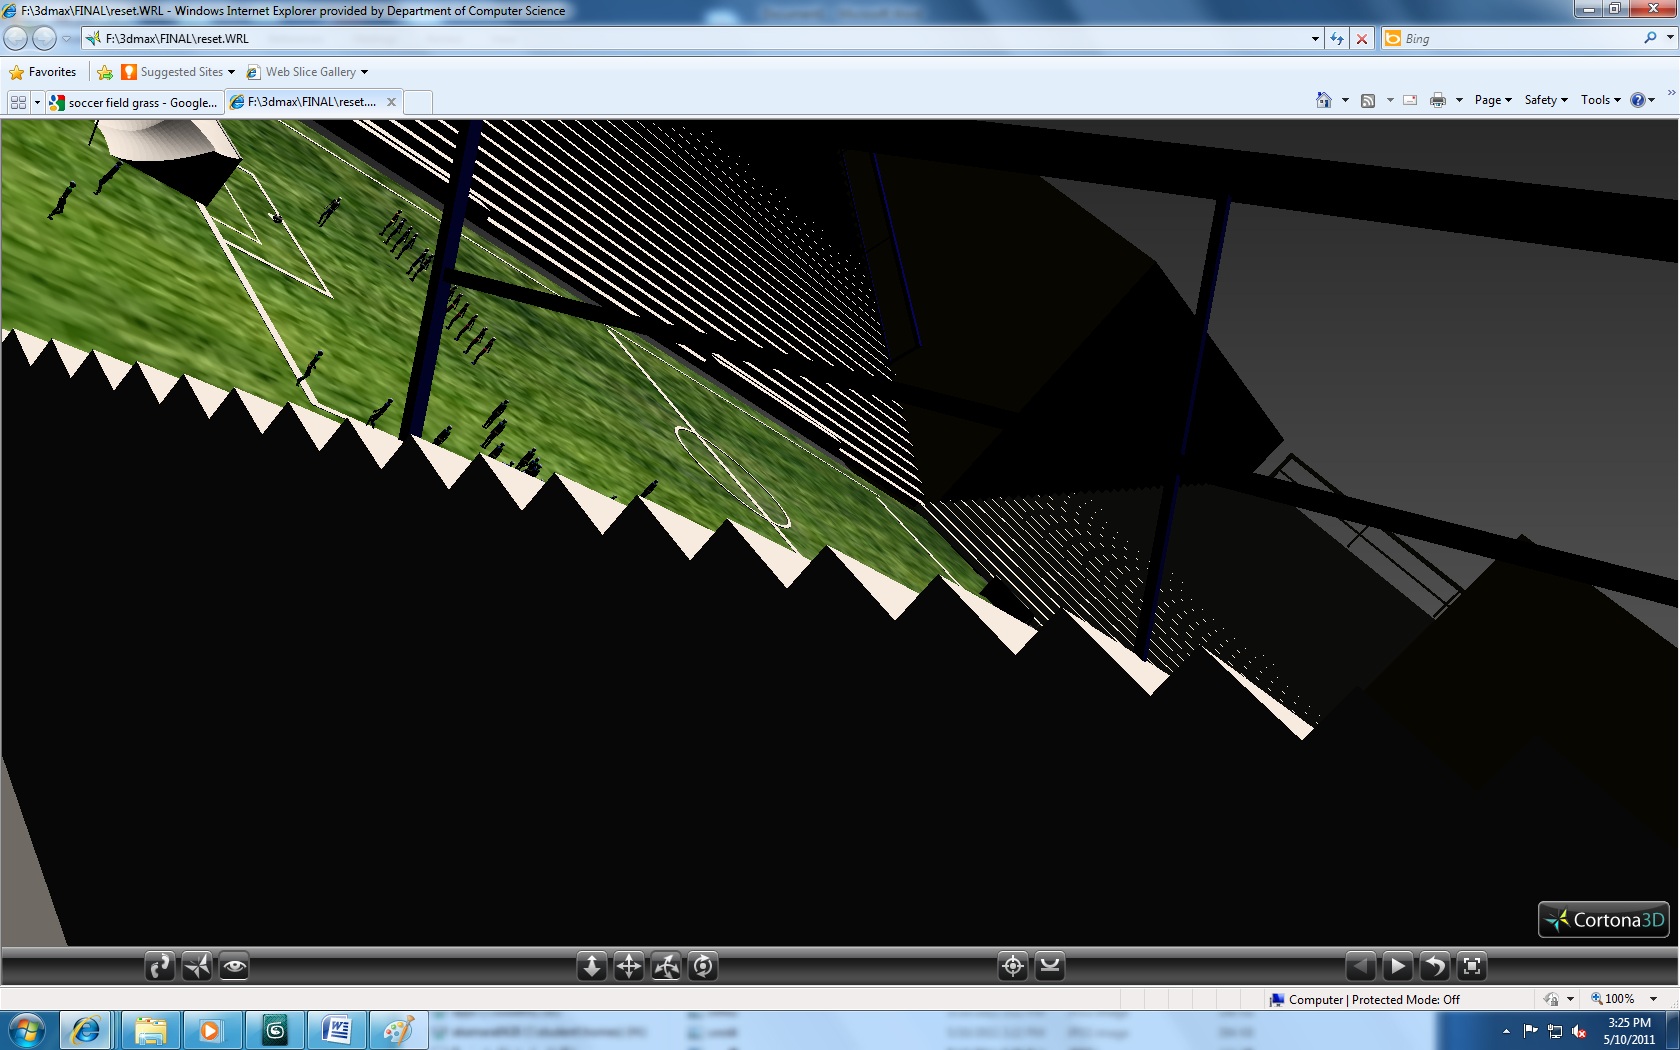 F:\3dmax\FINAL\reset.WRL - Windows Internet Explorer provided by Department of Computer Science
F:\3dmax\FINAL\reset.WRL
Bing
Favorites
Suggested Sites
Web Slice Gallery
soccer field grass - Google...
F:\3dmax\FINAL\reset....
Page
Safety
Tools
Cortona3D
Computer | Protected Mode: Off
100%
3:25 PM
5/10/2011